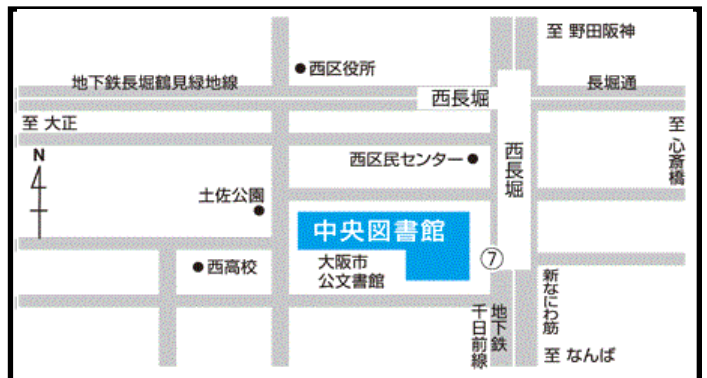 至 野田阪神
西区役所
地下鉄長堀鶴見緑地線
西長堀
長堀通
至 大正
至 心斎橋
N
西区民センター
西長堀
土佐公園
中央図書館
大阪市
公文書館
⑦
西高校
新なにわ筋
地下鉄
千日前線
至 なんば